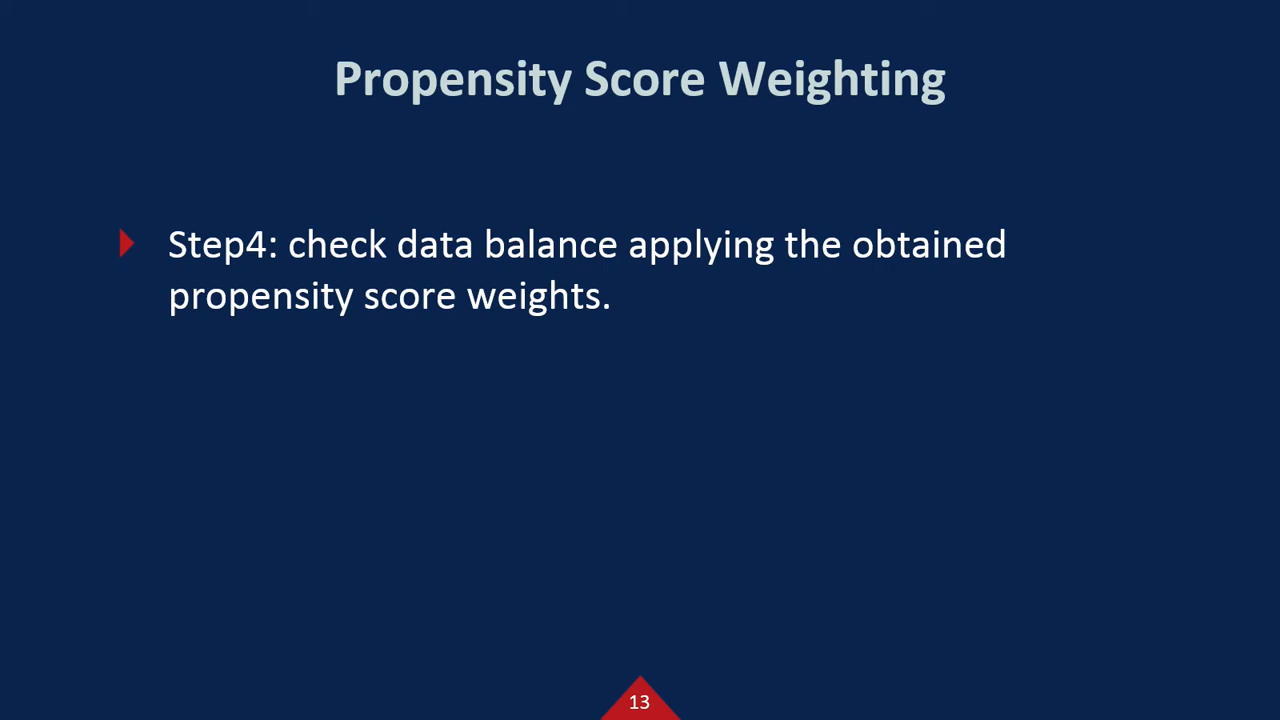 Propensity Score Weighting
Step4: check data balance applying the obtained
propensity score weights.
13